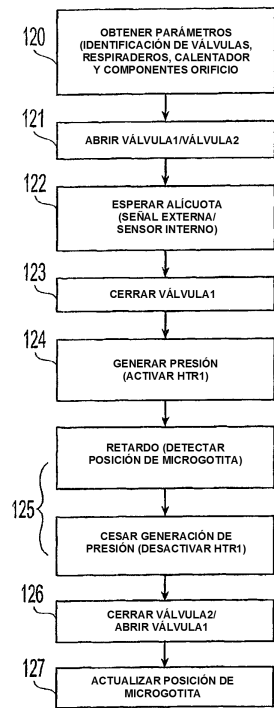 120
OBTENER PARÁMETROS
(IDENTIFICACIÓN DE VÁLVULAS,
RESPIRADEROS, CALENTADOR
Y COMPONENTES ORIFICIO
121
ABRIR VÁLVULA1/VÁLVULA2
122
ESPERAR ALÍCUOTA
(SEÑAL EXTERNA/
SENSOR INTERNO)
123
CERRAR VÁLVULA1
124
GENERAR PRESIÓN
(ACTIVAR HTR1)
125
RETARDO (DETECTAR
POSICIÓN DE MICROGOTITA)
CESAR GENERACIÓN DE
PRESIÓN (DESACTIVAR HTR1)
126
CERRAR VÁLVULA2/
ABRIR VÁLVULA1
127
ACTUALIZAR POSICIÓN DE
MICROGOTITA